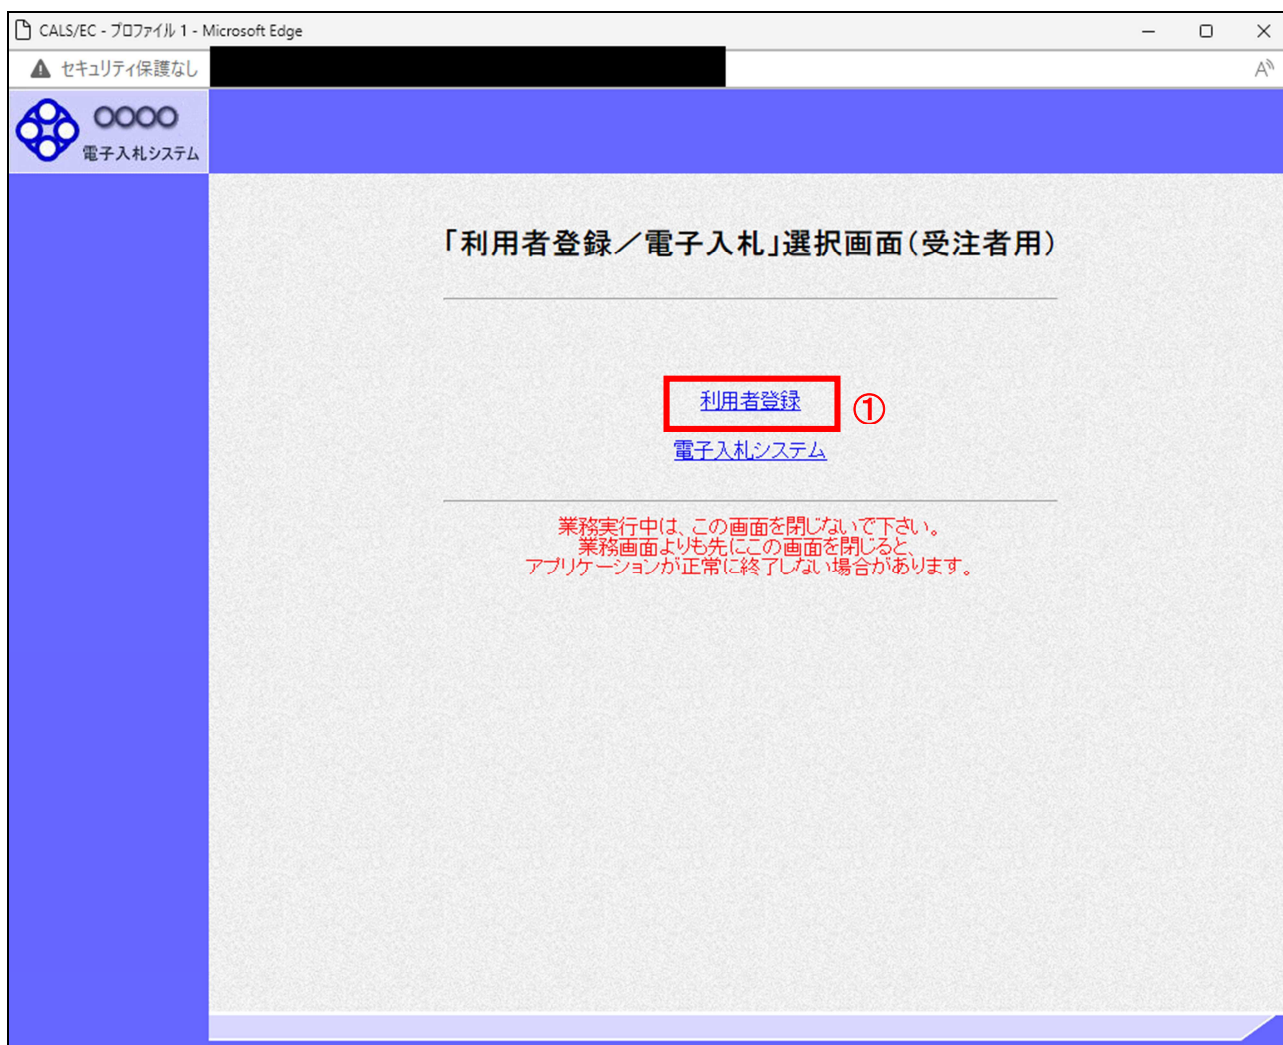 CALS/EC - プロファイル 1 - Microsoft Edge
セキュリティ保護なし
○○○○
電子入札システム
「利用者登録／電子入札」選択画面(受注者用)
利用者登録 ①
電子入札システム
業務実行中は、この画面を閉じないで下さい。
業務画面よりも先にこの画面を閉じると、
アプリケーションが正常に終了しない場合があります。